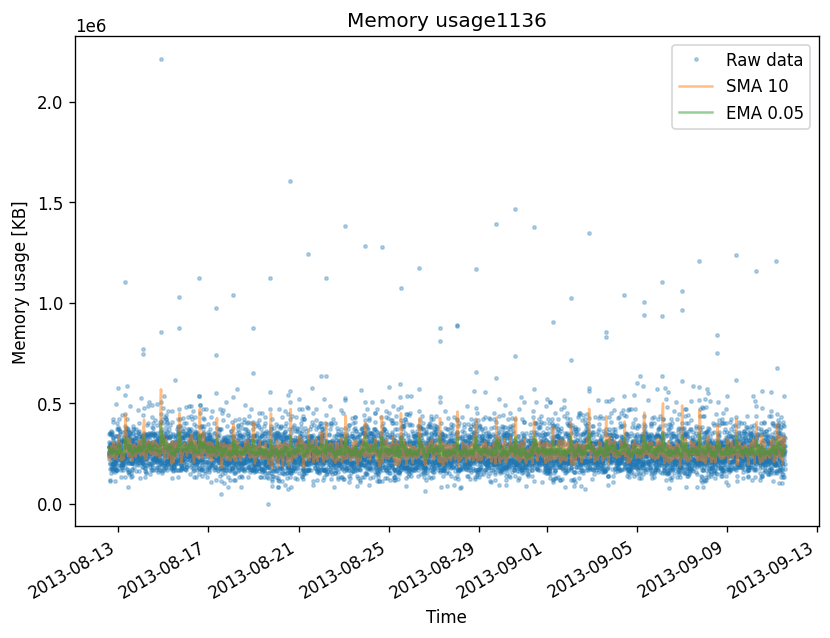 Memory usage1136
1e6
Raw data
SMA 10
EMA 0.05
2.0
1.5
1.0
0.5
0.0
Memory usage [KB]
2013-08-13
2013-08-17
2013-08-21
2013-08-25
2013-08-29
2013-09-01
2013-09-05
2013-09-09
2013-09-13
Time